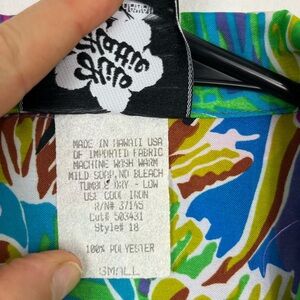 MADE IN HAWAII USA
OF IMPORTED FABRIC
MACHINE WASH WARM
MILD SOAP, NO BLEACH
TUMBLE DRY - LOW
USE COOL IRON
R/N# 37145
Cut# 503431
Style# 18
100% POLYESTER
SMALL